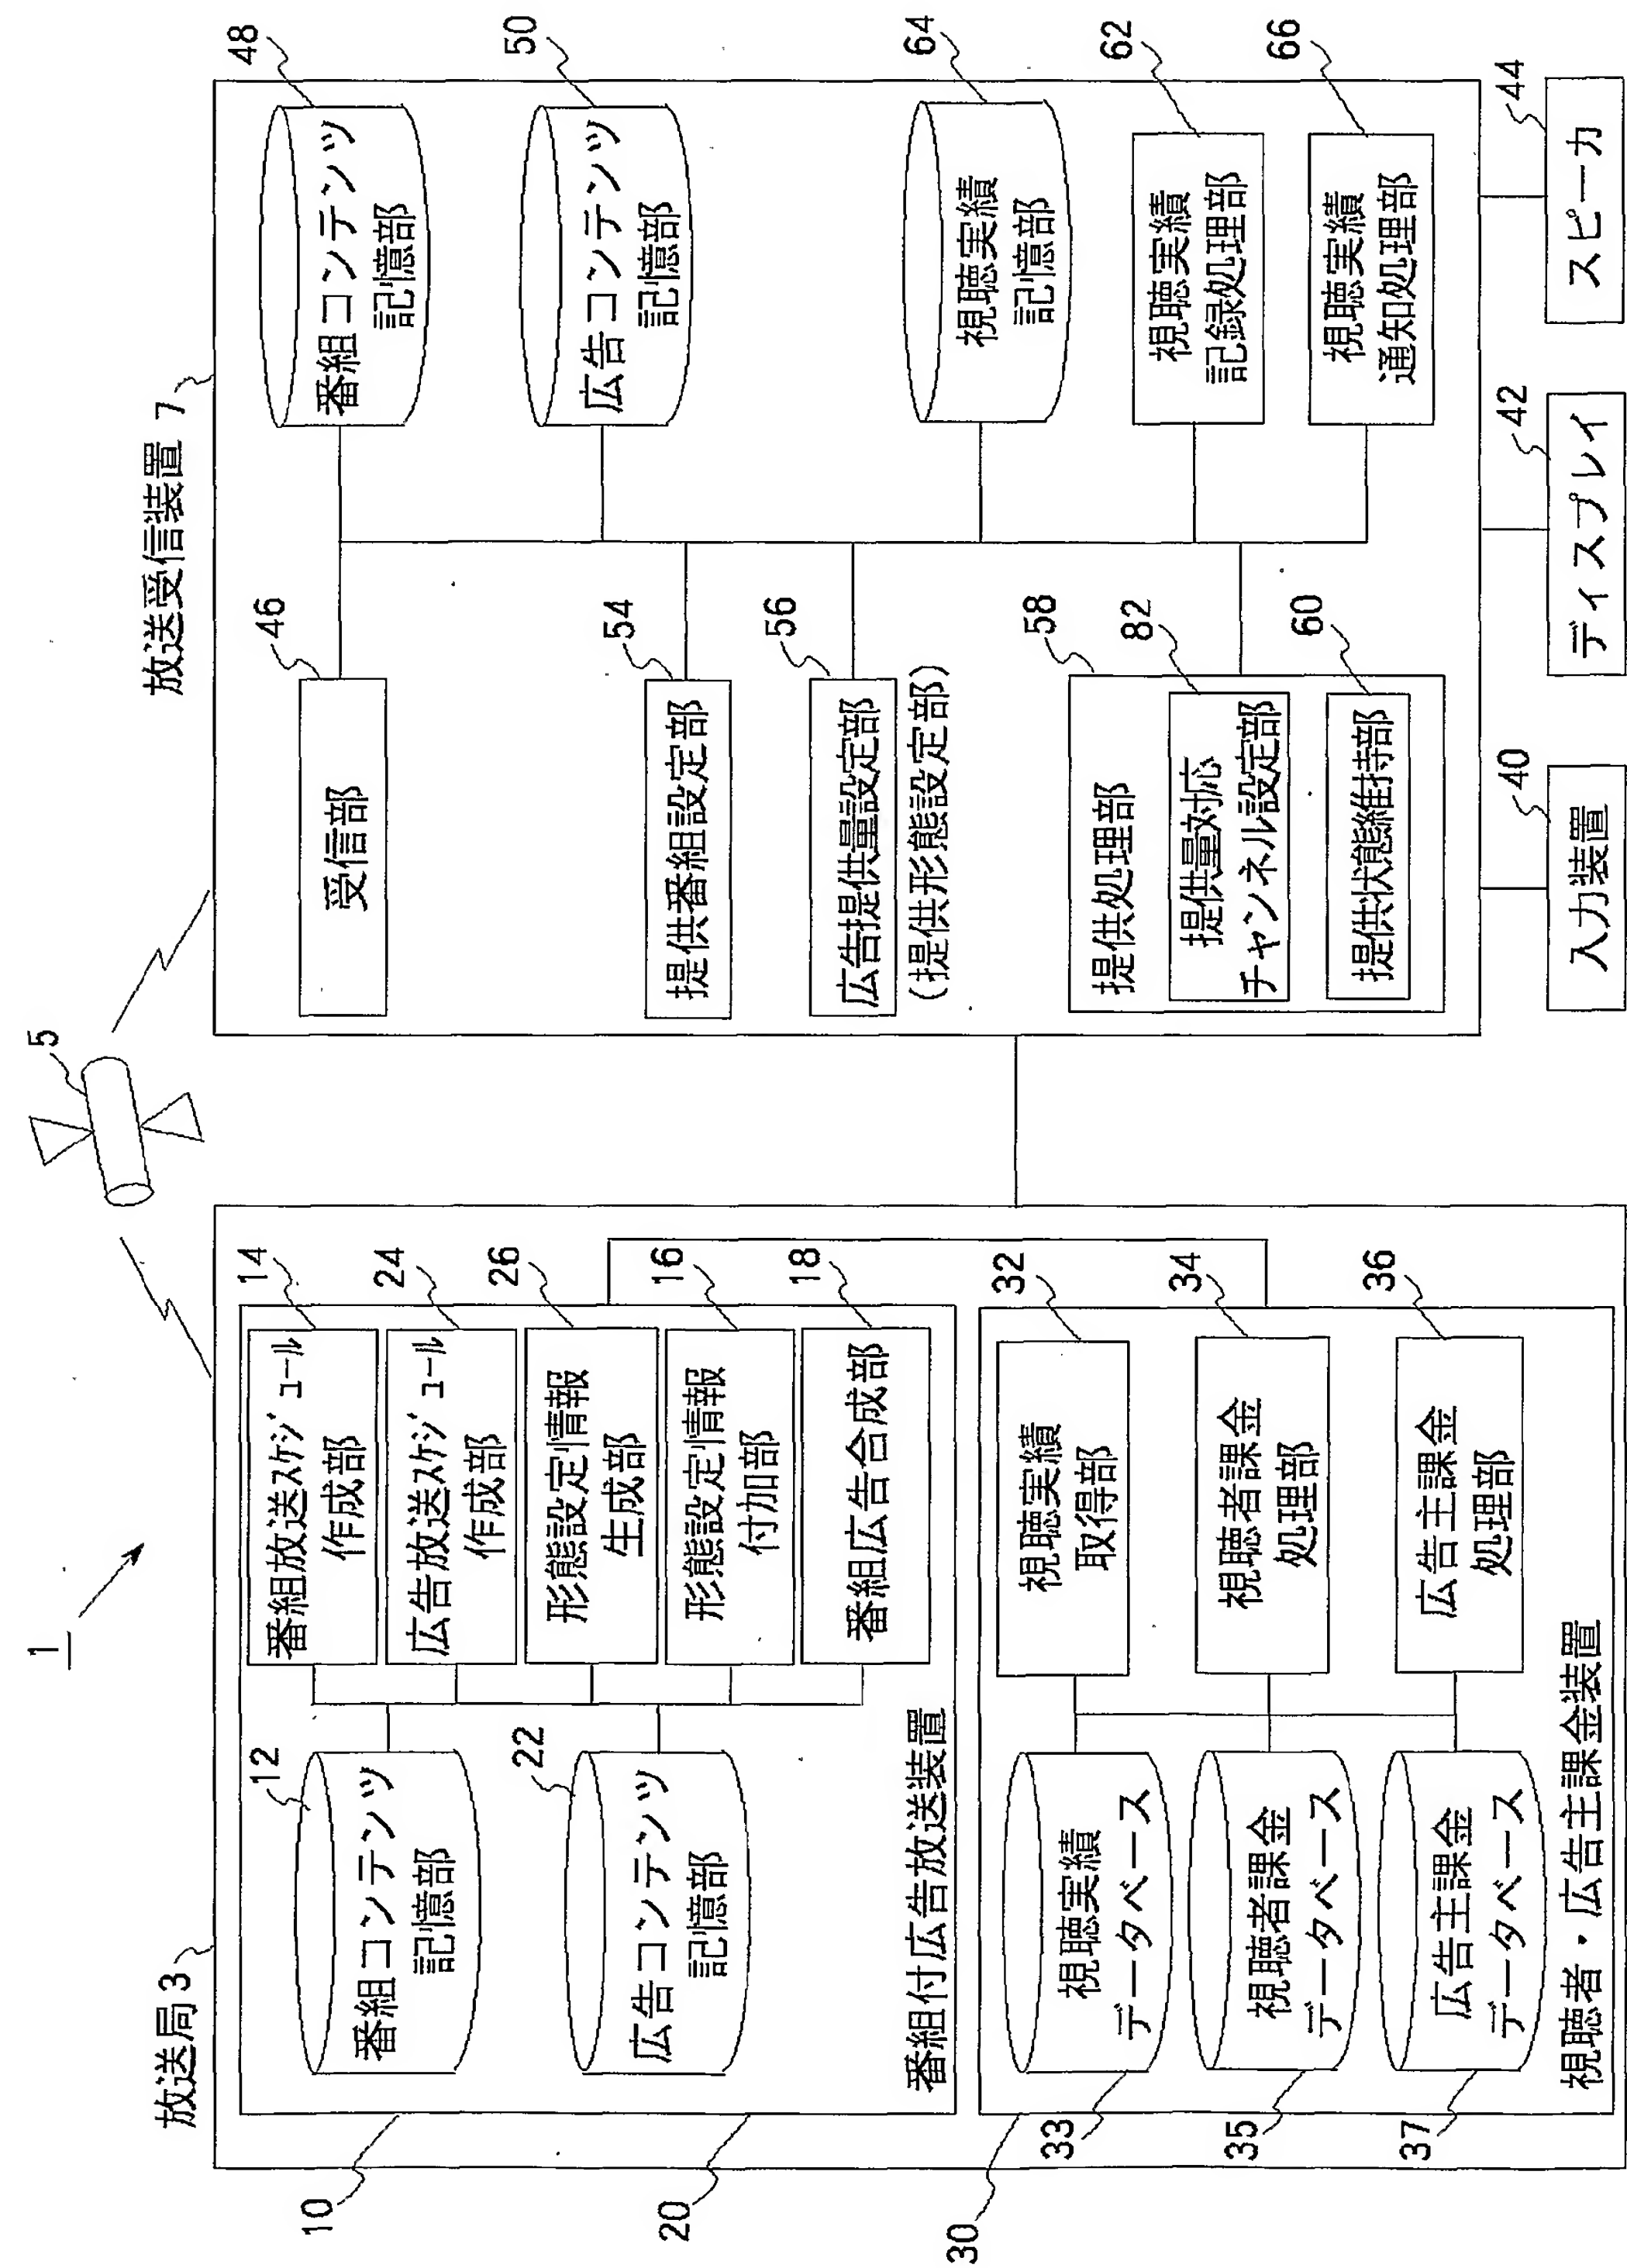 1
5
放送局3
10
20
12
番組コンテンツ
記憶部
22
広告コンテンツ
記憶部
14
番組放送スケジュール
作成部
24
広告放送スケジュール
作成部
26
形態設定情報
生成部
16
形態設定情報
付加部
18
番組広告合成部
番組付広告放送装置
30
33
視聴実績
データベース
35
視聴者課金
データベース
37
広告主課金
データベース
32
視聴実績
取得部
34
視聴者課金
処理部
36
広告主課金
処理部
視聴者・広告主課金装置
放送受信装置 7
46
受信部
54
提供番組設定部
56
広告提供量設定部
(提供形態設定部)
58
提供処理部
82
提供量対応
チャンネル設定部
60
提供状態維持部
48
番組コンテンツ
記憶部
50
広告コンテンツ
記憶部
64
視聴実績
記憶部
62
視聴実績
記録処理部
66
視聴実績
通知処理部
40
入力装置
42
ディスプレイ
44
スピーカ